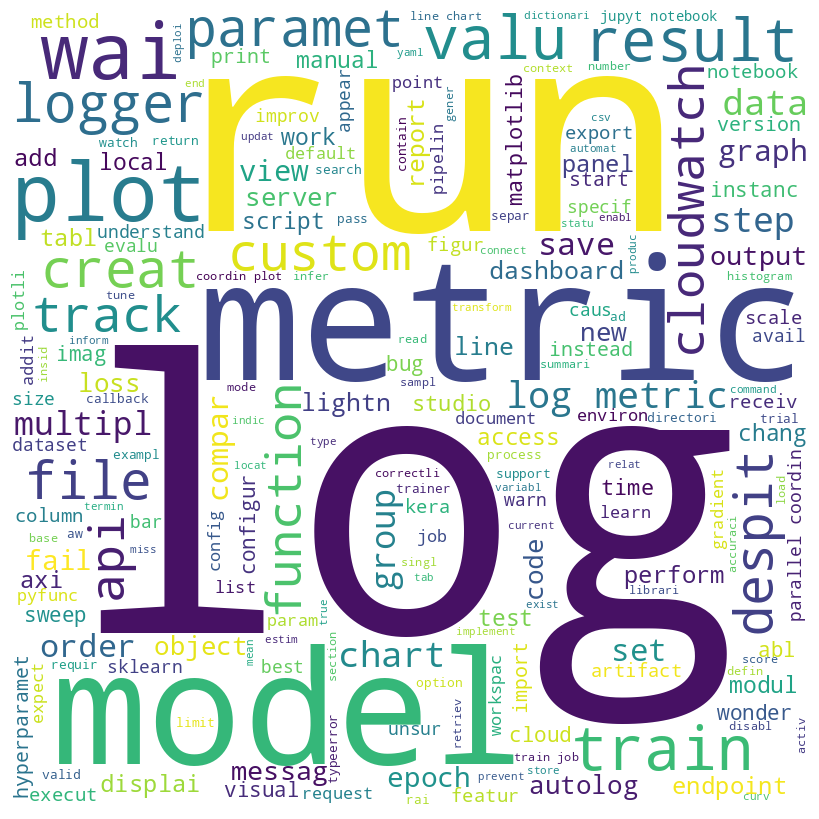 method
deploi
print
paramet
manual
line chart
yaml
dictionari
context
number
jupyt notebook
valu
result
wai
run
end
improv
updat
appear
point
contain
gener
matplotlib
csv
automat
notebook
data
version
logger
watch
return
work
default
report
pipelin
search
export
panel
start
graph
add
local
view
server
script
pass
separ
enabl
specif
statu
instanc
step
plot
understand
tabl
evalu
custom
figur
connect
save
produc
cloudwatch
output
creat
coordin plot
infer
dashboard
histogram
plotli
tune
metric
transform
caus
ad
new
scale
avail
track
inform
imag
addit
insid
read
bug
line
instead
summari
loss
mode
sampl
log metric
command
size
callback
lightn
studio
document
environ
directori
receiv
trial
multipl
dataset
exampl
compar
function
indic
type
access
process
chang
file
locat
correctli
support
variabl
relat
despit
load
column
termin
trainer
kera
warn
time
learn
gradient
parallel coordin
base
aw
bar
config
configur
group
job
current
api
miss
singl
code
accuraci
fail
axi
list
tab
exist
perform
librari
pyfunc
log
sweep
param
true
test
implement
estim
order
object
section
chart
set
score
defin
abl
expect
requir
sklearn
mean
best
option
workspac
import
artifact
modul
hyperparamet
model
limit
unsur
retriev
cloud
wonder
disabl
activ
valid
displai
messag
typeerror
epoch
train job
prevent
train
execut
visual
request
rai
featur
store
autolog
endpoint
curv